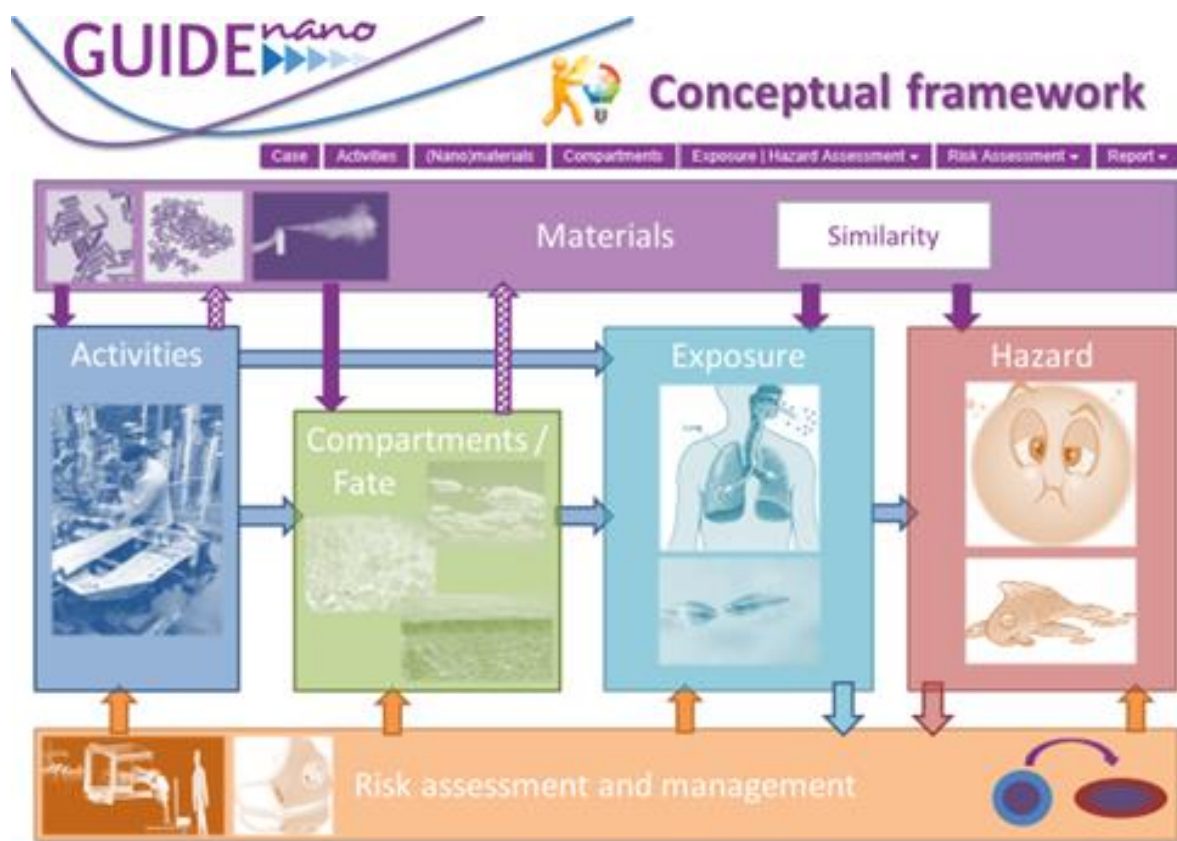 GUIDEnano
Conceptual framework
Case
Activities
(Nano)materials
Compartments
Exposure | Hazard Assessment
Risk Assessment
Report
Materials
Similarity
Activities
Compartments /
Fate
Exposure
Hazard
Risk assessment and management